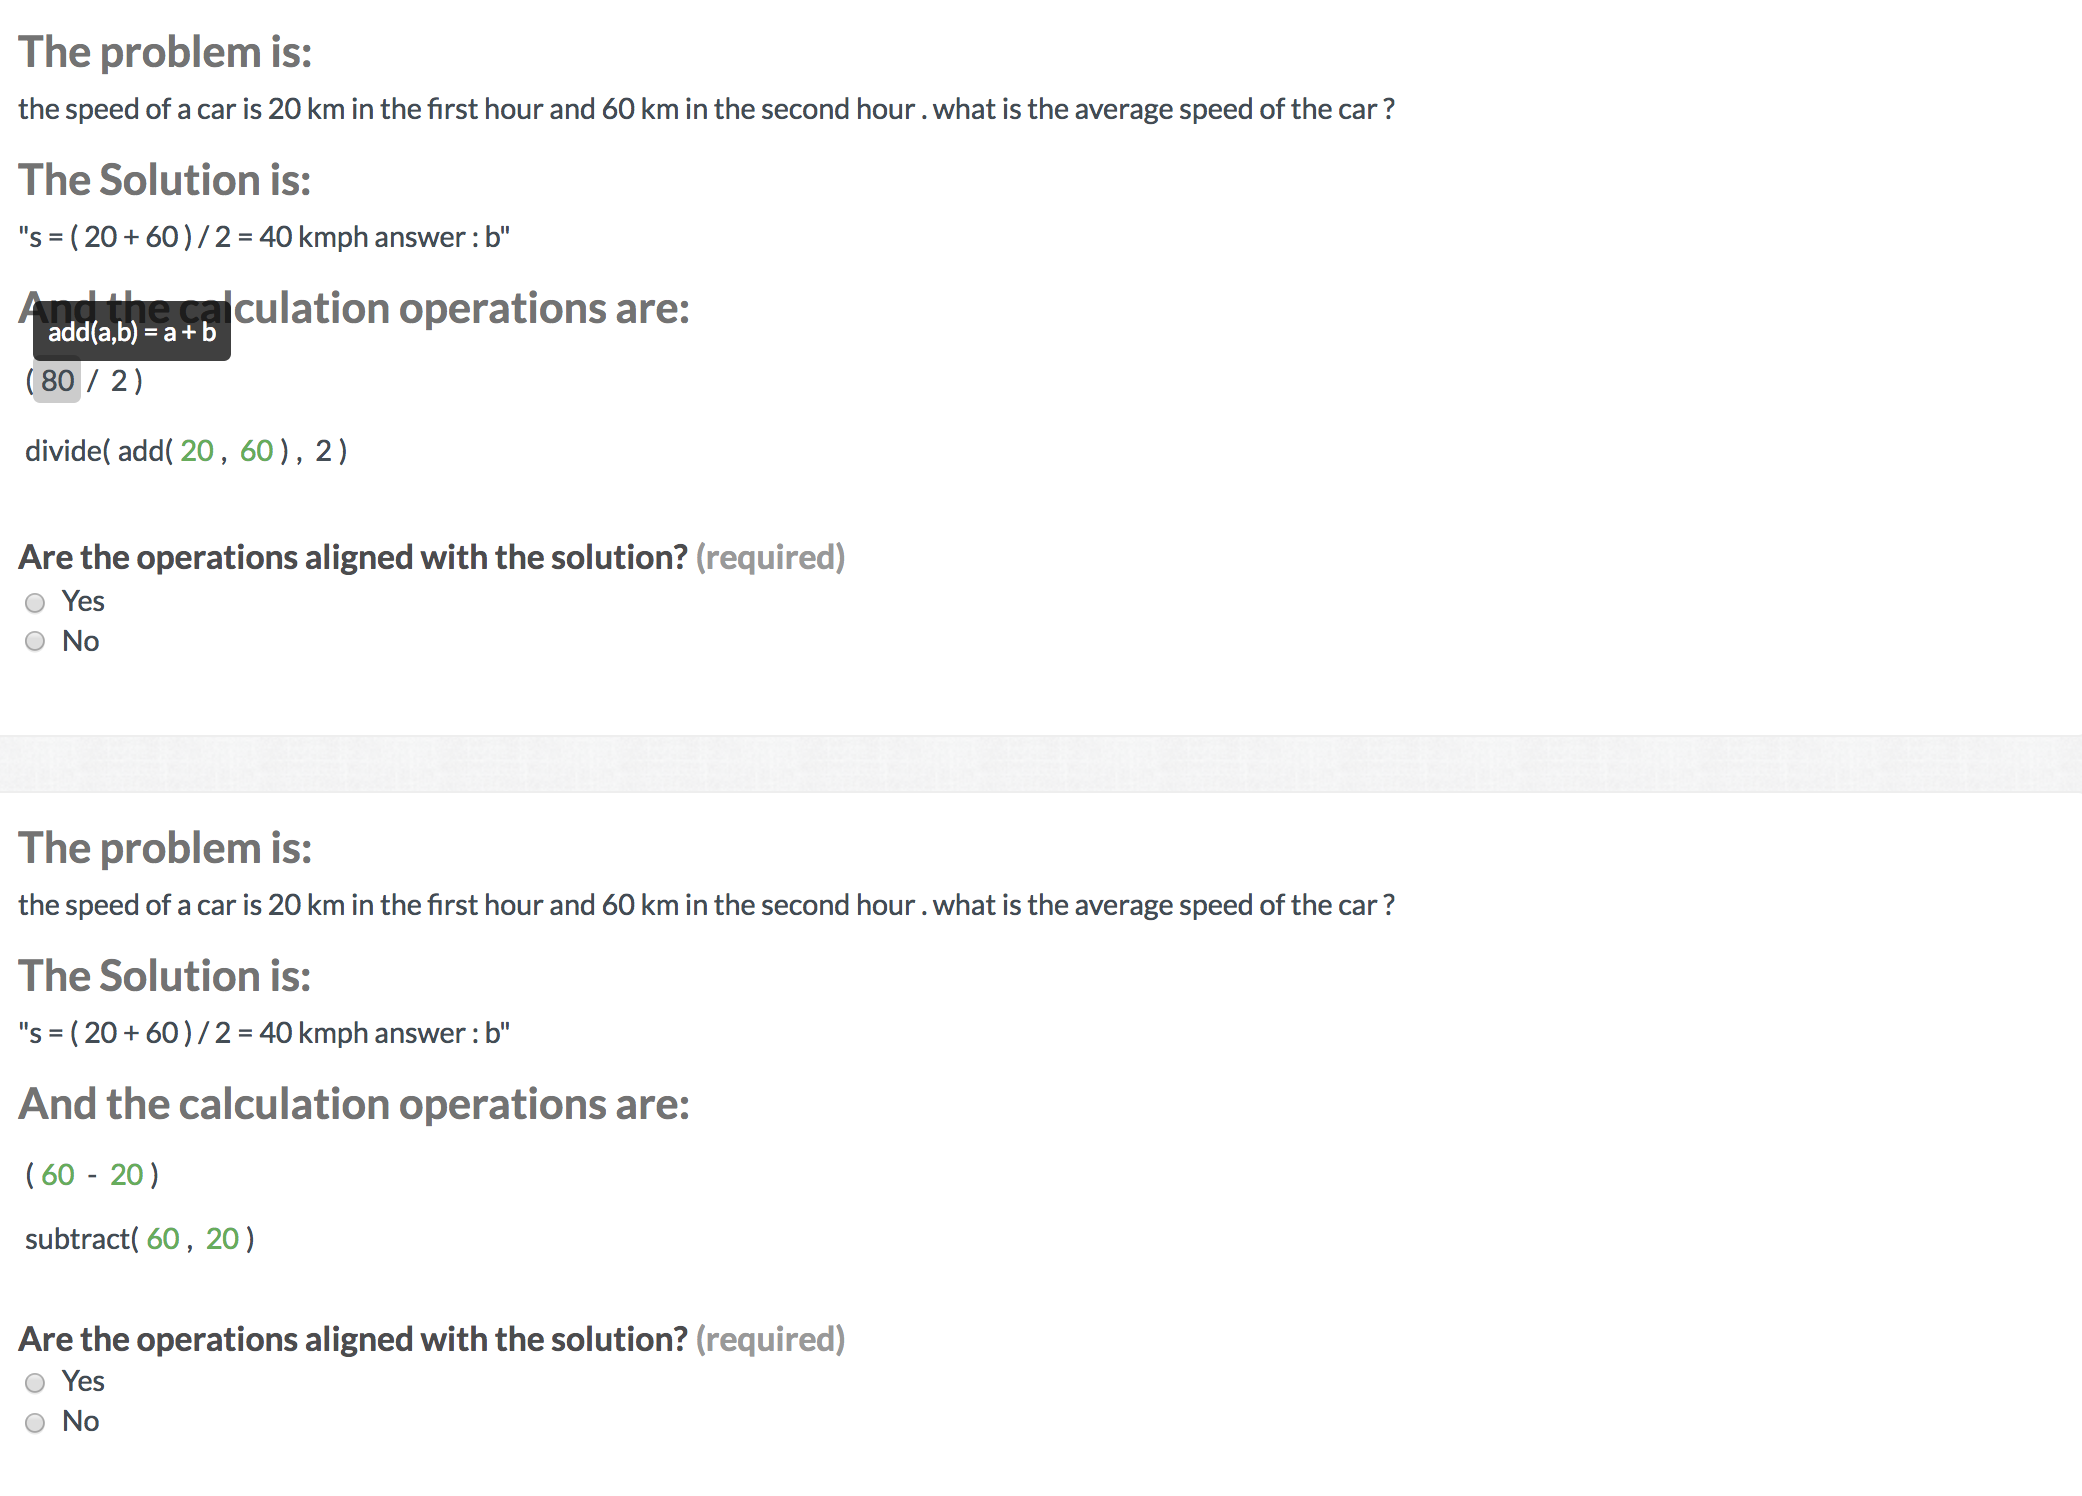 The problem is:
the speed of a car is 20 km in the first hour and 60 km in the second hour . what is the average speed of the car ?
The Solution is:
"s = ( 20 + 60 ) / 2 = 40 kmph answer : b"
And the calculation operations are:
add(a,b) = a + b
( 80 / 2 )
divide( add( 20 , 60 ) , 2 )
Are the operations aligned with the solution? (required)
Yes
No
The problem is:
the speed of a car is 20 km in the first hour and 60 km in the second hour . what is the average speed of the car ?
The Solution is:
"s = ( 20 + 60 ) / 2 = 40 kmph answer : b"
And the calculation operations are:
( 60 - 20 )
subtract( 60 , 20 )
Are the operations aligned with the solution? (required)
Yes
No